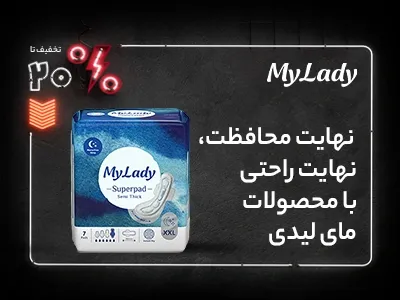 تخفیف تا
۲۰%
MyLady
نهایت محافظت،
نهایت راحتی
با محصولات
مای لیدی
MyLady
Superpad
Semi Thick
7
XXL